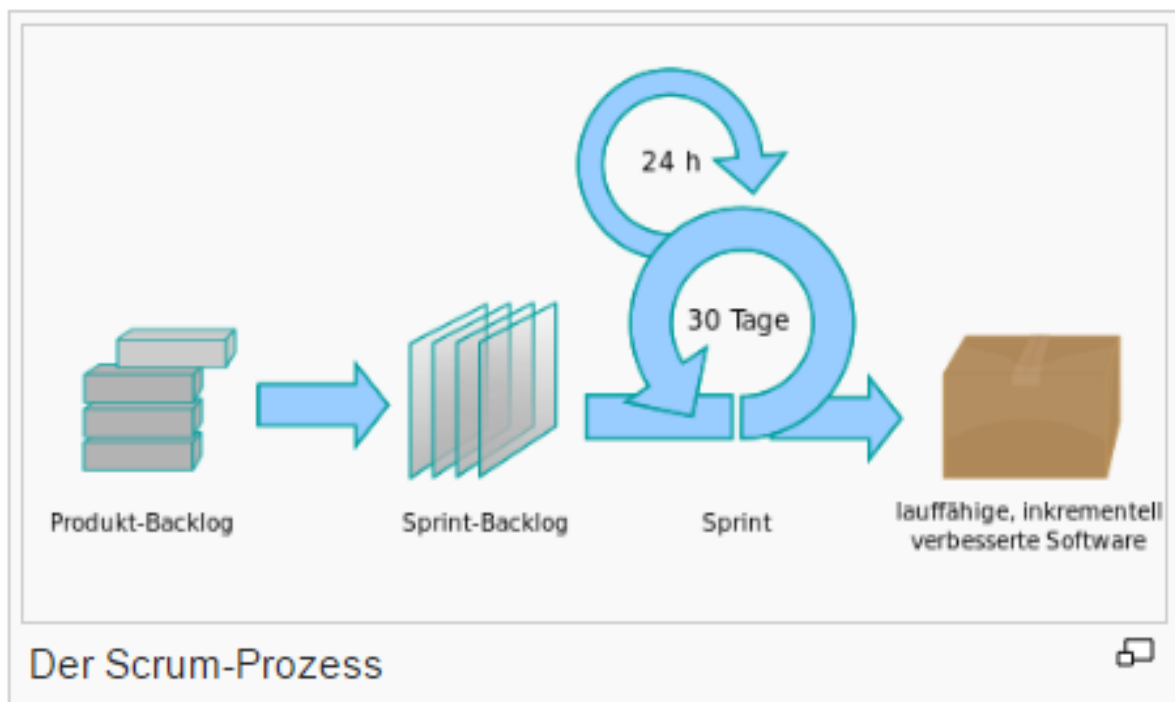 24 h
30 Tage
Produkt-Backlog
Sprint-Backlog
Sprint
lauffähige, inkrementell
verbesserte Software
Der Scrum-Prozess